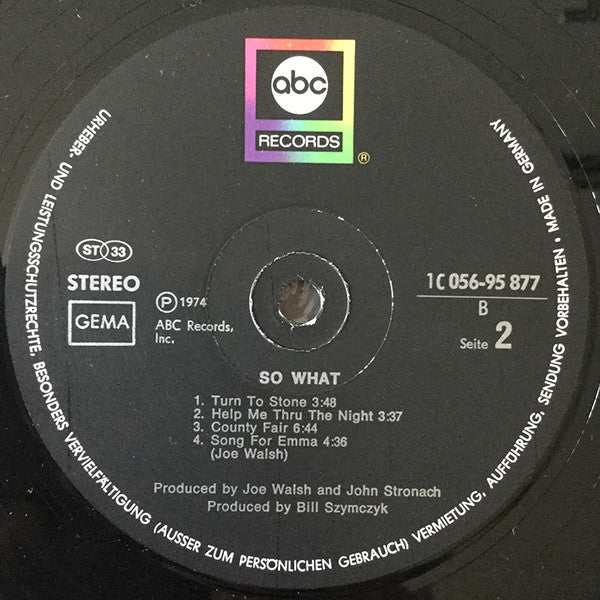 abc
RECORDS
®
URHEBER- UND LEISTUNGSSCHUTZRECHTE, BESONDERS VERVIELFÄLTIGUNG (AUSSER ZUM PERSÖNLICHEN GEBRAUCH) VERMIETUNG, AUFFÜHRUNG, SENDUNG VORBEHALTEN • MADE IN GERMANY
ST 33
STEREO
GEMA
℗ 1974
ABC Records,
Inc.
1C 056-95 877
B
Seite 2
SO WHAT
1. Turn To Stone 3:48
2. Help Me Thru The Night 3:37
3. County Fair 6:44
4. Song For Emma 4:36
(Joe Walsh)
Produced by Joe Walsh and John Stronach
Produced by Bill Szymczyk